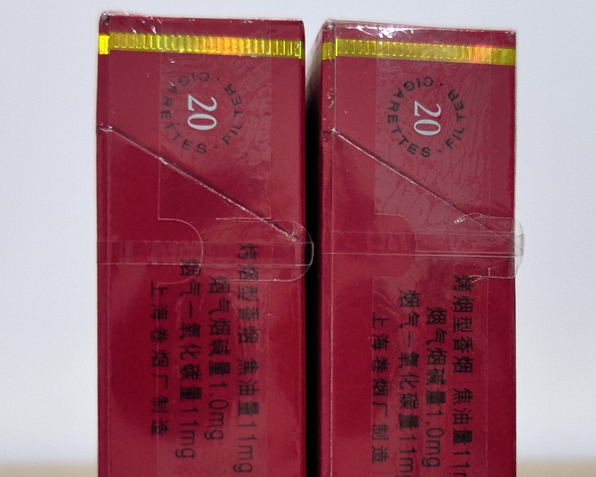 20
FILTER · CIGARETTES ·
烤烟型香烟 焦油量11mg
烟气烟碱量1.0mg
烟气一氧化碳量11mg
上海卷烟厂制造
20
FILTER · CIGARETTES ·
烤烟型香烟 焦油量11m
烟气烟碱量1.0mg
烟气一氧化碳量11m
上海卷烟厂制造